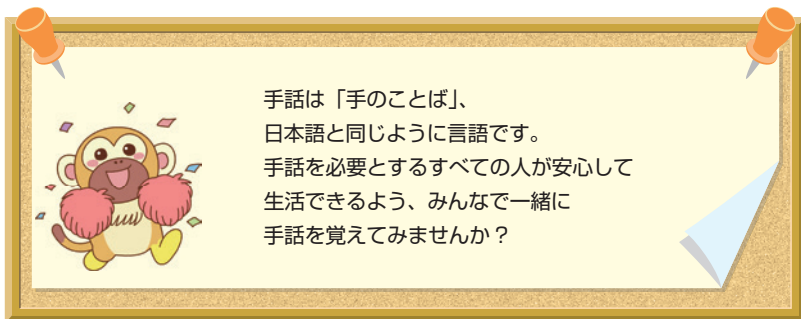 手話は「手のことば」、
日本語と同じように言語です。
手話を必要とするすべての人が安心して
生活できるよう、みんなで一緒に
手話を覚えてみませんか？